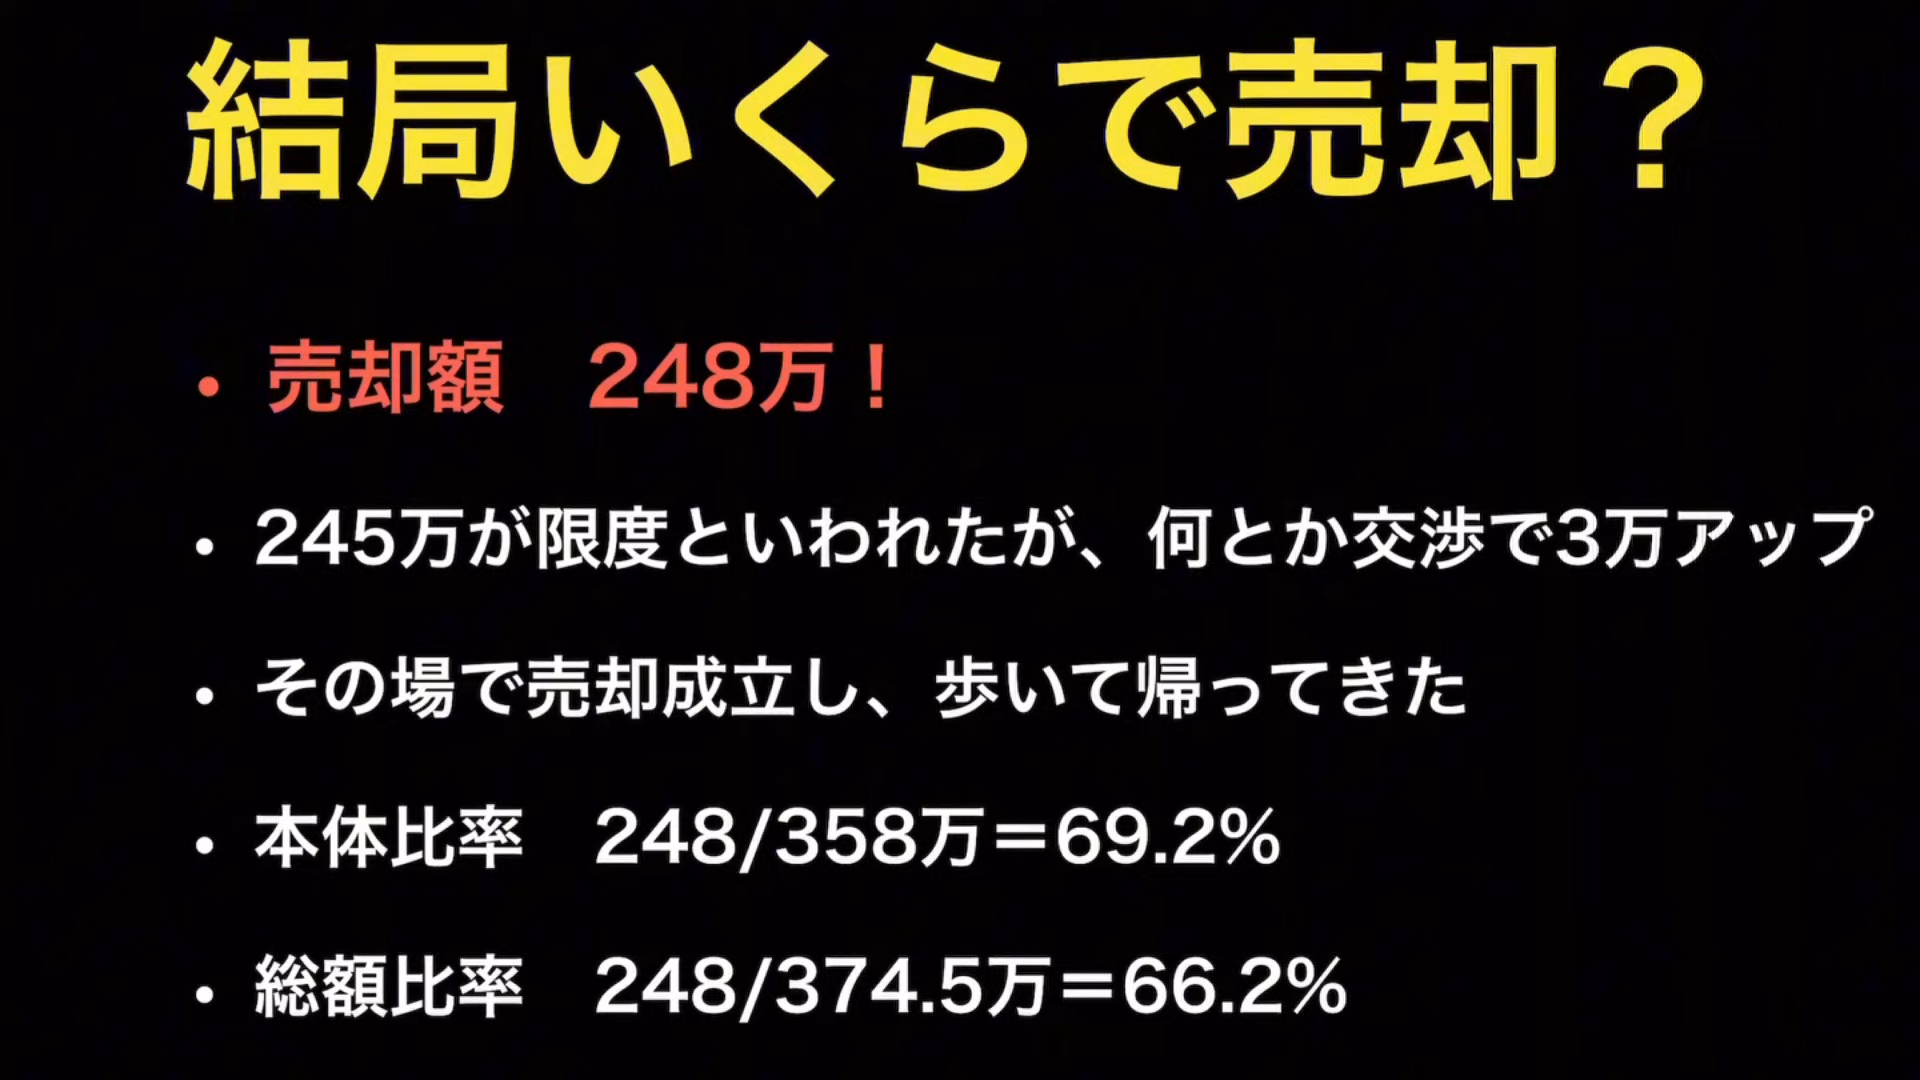 結局いくらで売却？
• 売却額　248万！
• 245万が限度といわれたが、何とか交渉で3万アップ
• その場で売却成立し、歩いて帰ってきた
• 本体比率　248/358万＝69.2%
• 総額比率　248/374.5万＝66.2%